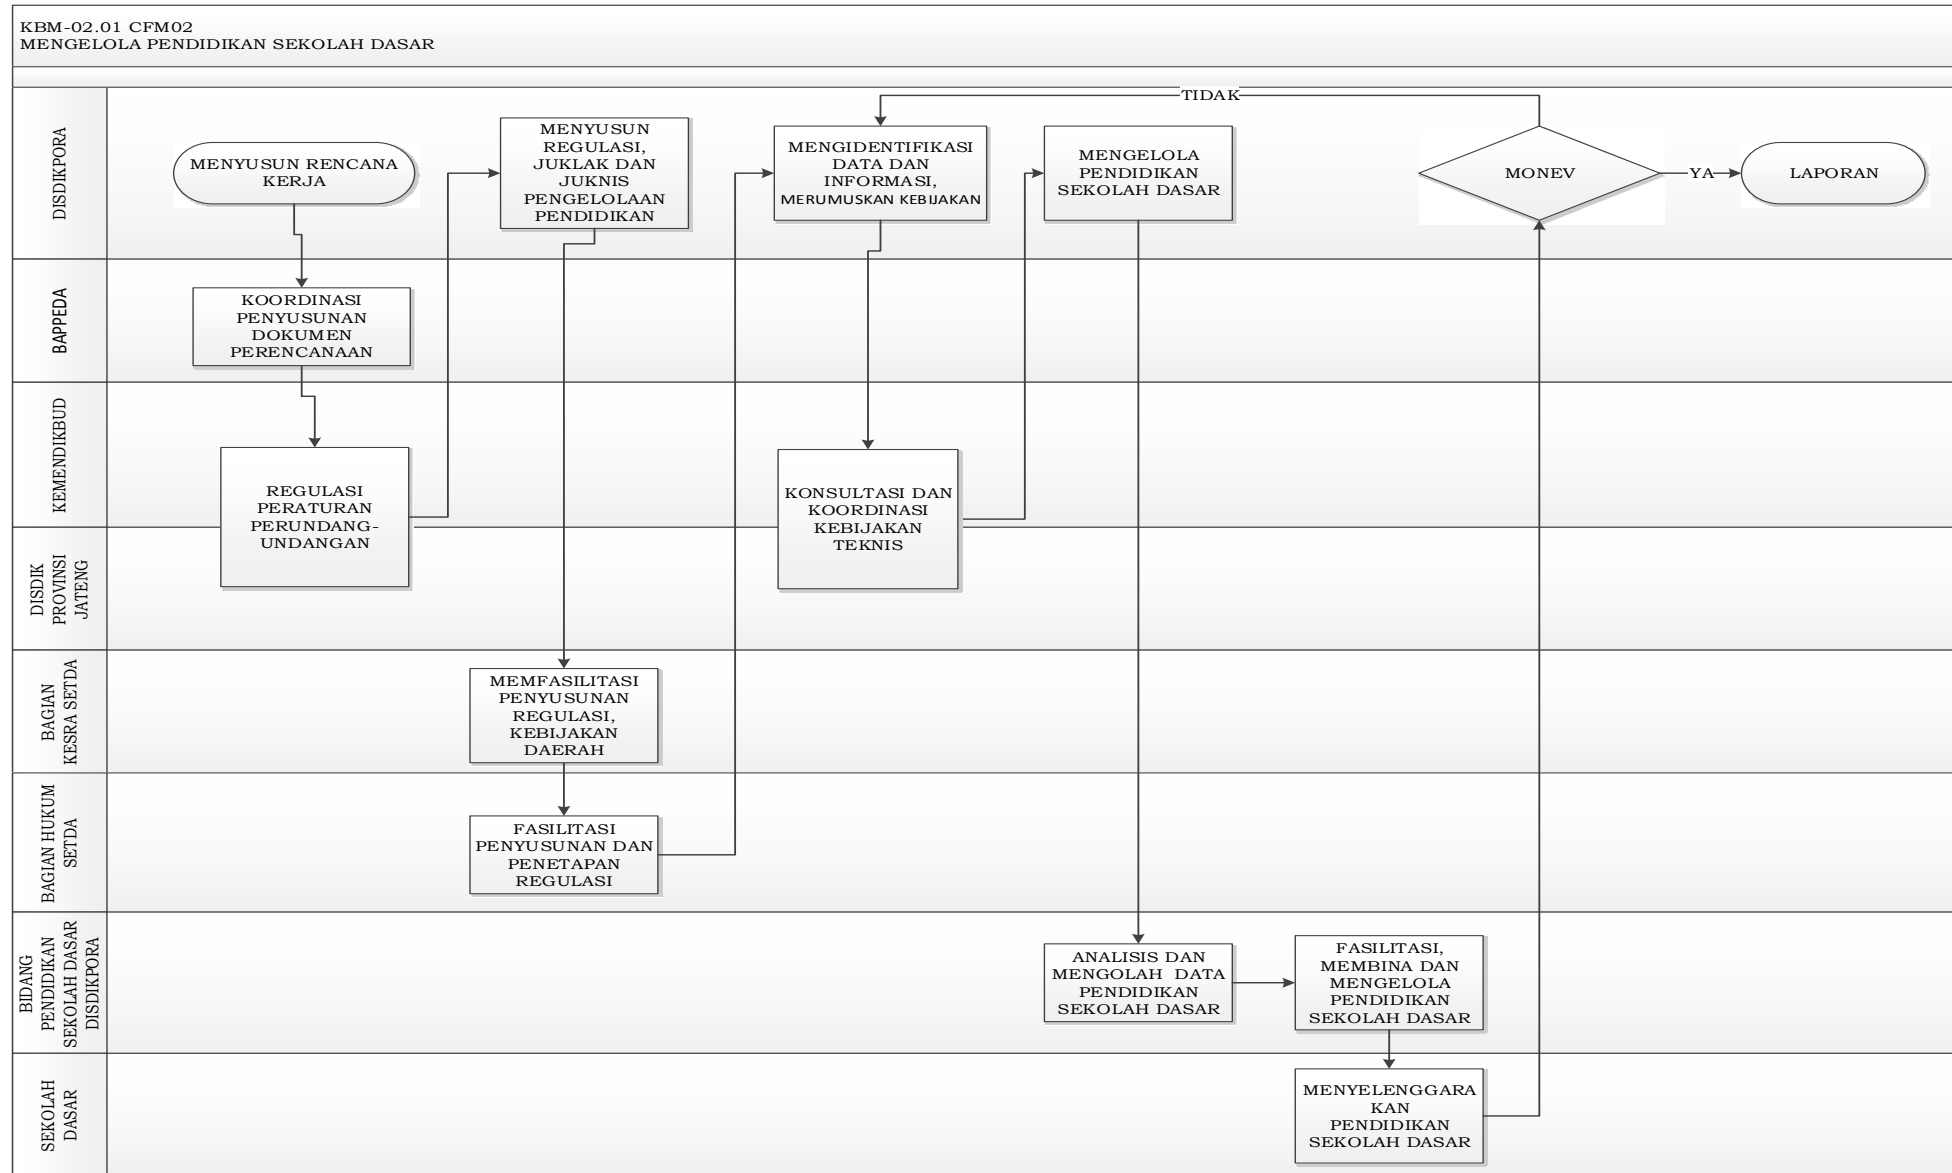 KBM-02.01 CFM02
MENGELOLA PENDIDIKAN SEKOLAH DASAR
DISDIKPORA
MENYUSUN RENCANA
KERJA
MENYUSUN
REGULASI,
JUKLAK DAN
JUKNIS
PENGELOLAAN
PENDIDIKAN
MENGIDENTIFIKASI
DATA DAN
INFORMASI,
MERUMUSKAN KEBIJAKAN
MENGELOLA
PENDIDIKAN
SEKOLAH DASAR
TIDAK
MONEV
YA
LAPORAN
BAPPEDA
KOORDINASI
PENYUSUNAN
DOKUMEN
PERENCANAAN
KEMENDIKBUD
REGULASI
PERATURAN
PERUNDANG-
UNDANGAN
KONSULTASI DAN
KOORDINASI
KEBIJAKAN
TEKNIS
DISDIK
PROVINSI
JATENG
BAGIAN
KESRA SETDA
MEMFASILITASI
PENYUSUNAN
REGULASI,
KEBIJAKAN
DAERAH
BAGIAN HUKUM
SETDA
FASILITASI
PENYUSUNAN DAN
PENETAPAN
REGULASI
BIDANG
PENDIDIKAN
SEKOLAH DASAR
DISDIKPORA
ANALISIS DAN
MENGOLAH DATA
PENDIDIKAN
SEKOLAH DASAR
FASILITASI,
MEMBINA DAN
MENGELOLA
PENDIDIKAN
SEKOLAH DASAR
SEKOLAH
DASAR
MENYELENGGARA
KAN
PENDIDIKAN
SEKOLAH DASAR